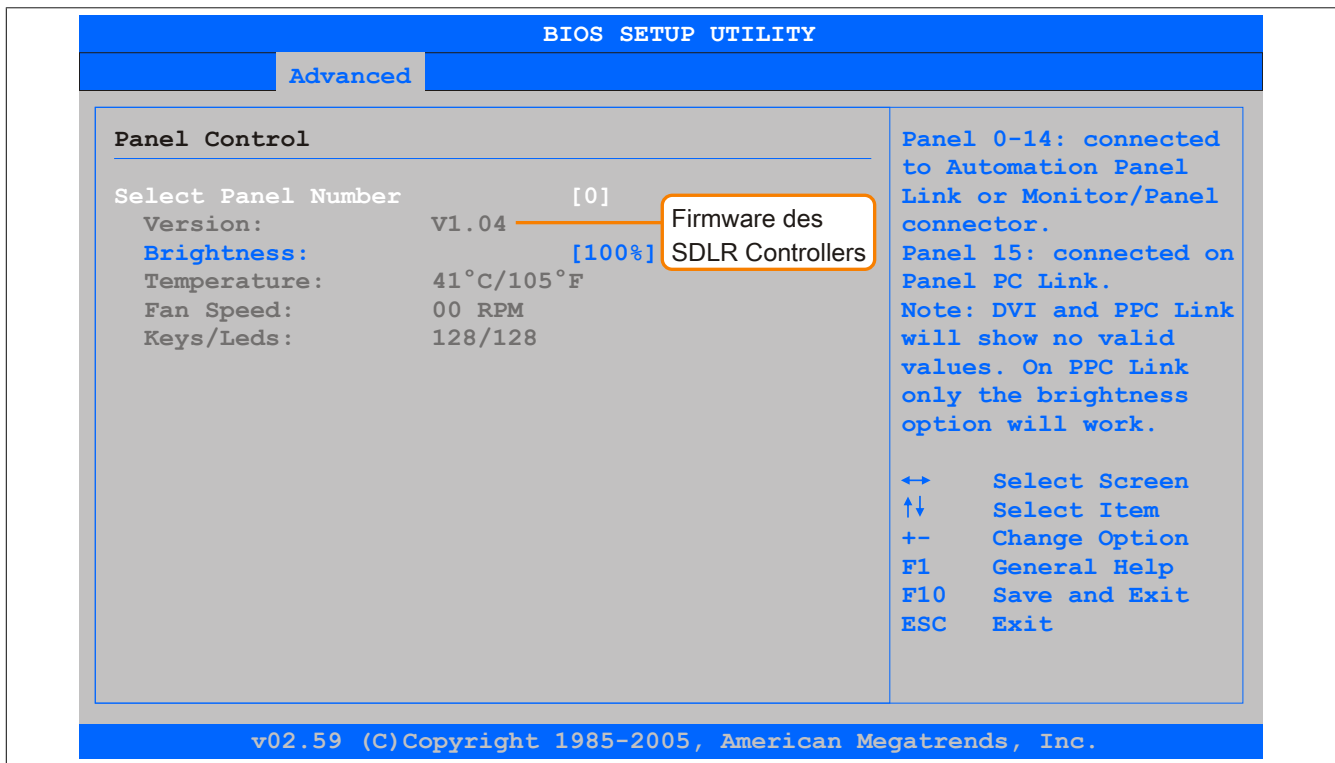 BIOS SETUP UTILITY
Advanced
Panel Control
Select Panel Number [0]
Version: V1.04
Brightness: [100%]
Temperature: 41°C/105°F
Fan Speed: 00 RPM
Keys/Leds: 128/128
Firmware des
SDLR Controllers
Panel 0-14: connected
to Automation Panel
Link or Monitor/Panel
connector.
Panel 15: connected on
Panel PC Link.
Note: DVI and PPC Link
will show no valid
values. On PPC Link
only the brightness
option will work.
↔ Select Screen
↑↓ Select Item
+- Change Option
F1 General Help
F10 Save and Exit
ESC Exit
v02.59 (C)Copyright 1985-2005, American Megatrends, Inc.